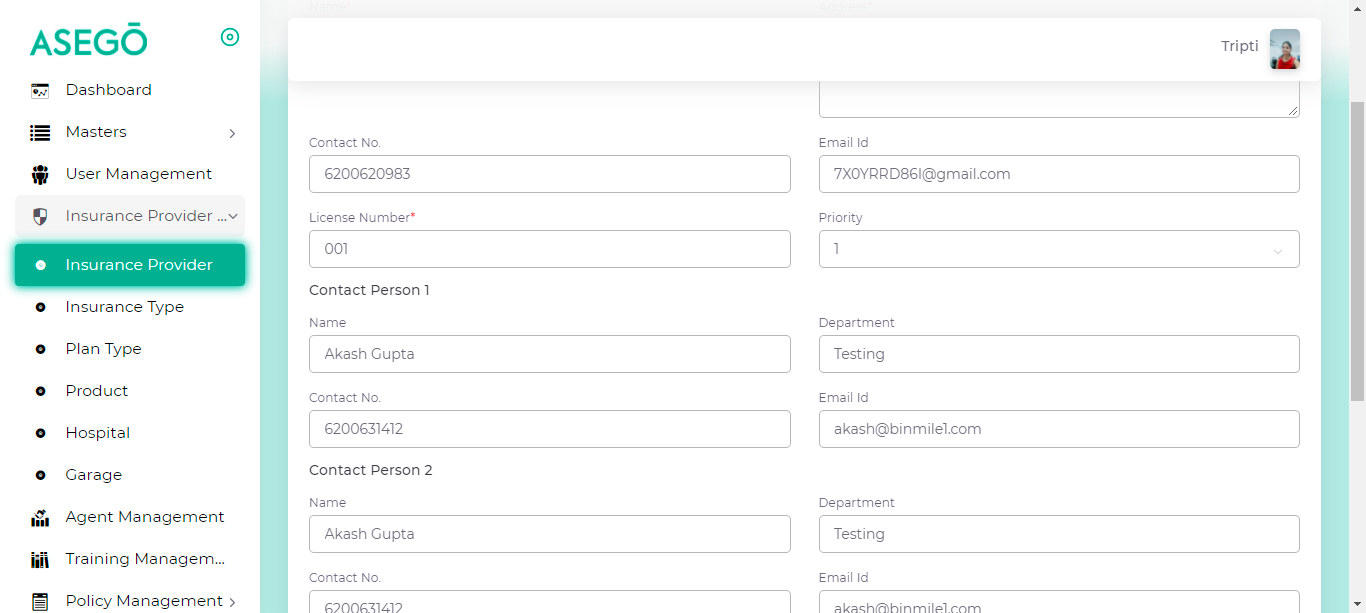 ASEGŌ
Dashboard
Masters
User Management
Insurance Provider ...
Insurance Provider
Insurance Type
Plan Type
Product
Hospital
Garage
Agent Management
Training Managem...
Policy Management
Name* Address*
Tripti
Contact No. Email Id
6200620983 7X0YRRD86I@gmail.com
License Number* Priority
001 1
Contact Person 1
Name Department
Akash Gupta Testing
Contact No. Email Id
6200631412 akash@binmile1.com
Contact Person 2
Name Department
Akash Gupta Testing
Contact No. Email Id
6200631412 akash@binmile1.com